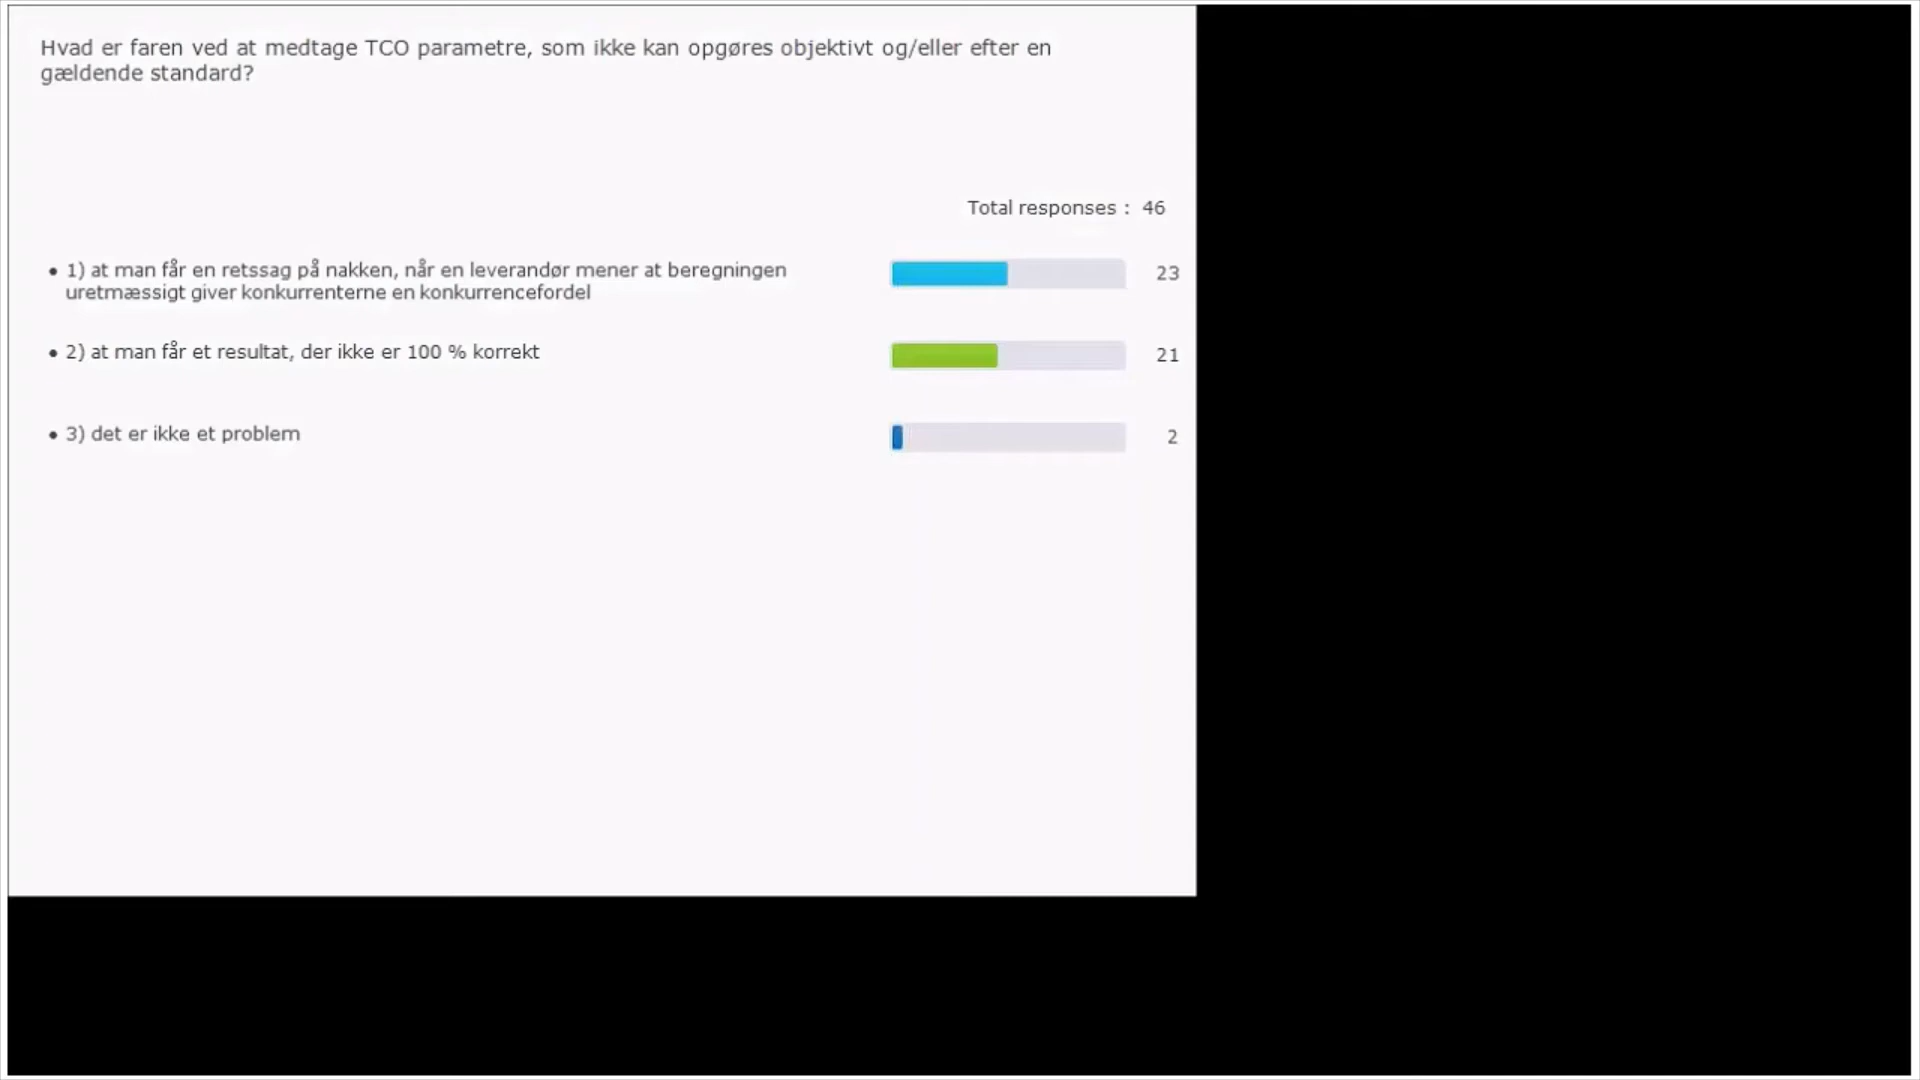 Hvad er faren ved at medtage TCO parametre, som ikke kan opgøres objektivt og/eller efter en
gældende standard?
Total responses : 46
• 1) at man får en retssag på nakken, når en leverandør mener at beregningen
uretmæssigt giver konkurrenterne en konkurrencefordel
23
• 2) at man får et resultat, der ikke er 100 % korrekt
21
• 3) det er ikke et problem
2